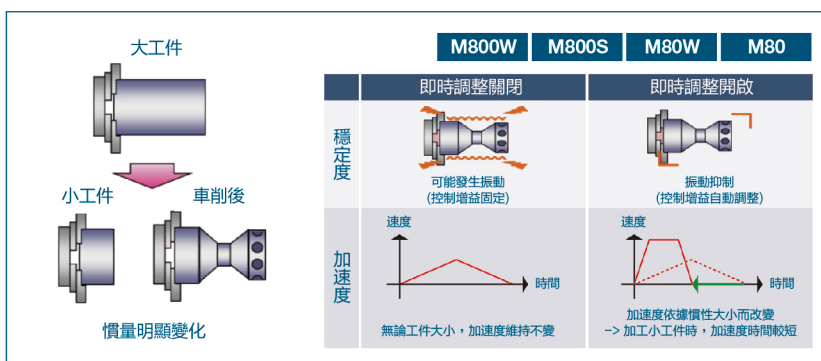 大工件
小工件
車削後
慣量明顯變化
M800W
M800S
M80W
M80
即時調整關閉
即時調整開啟
穩定度
可能發生振動
(控制增益固定)
振動抑制
(控制增益自動調整)
加速度
速度
時間
無論工件大小，加速度維持不變
速度
時間
加速度依據慣性大小而改變
–> 加工小工件時，加速度時間較短